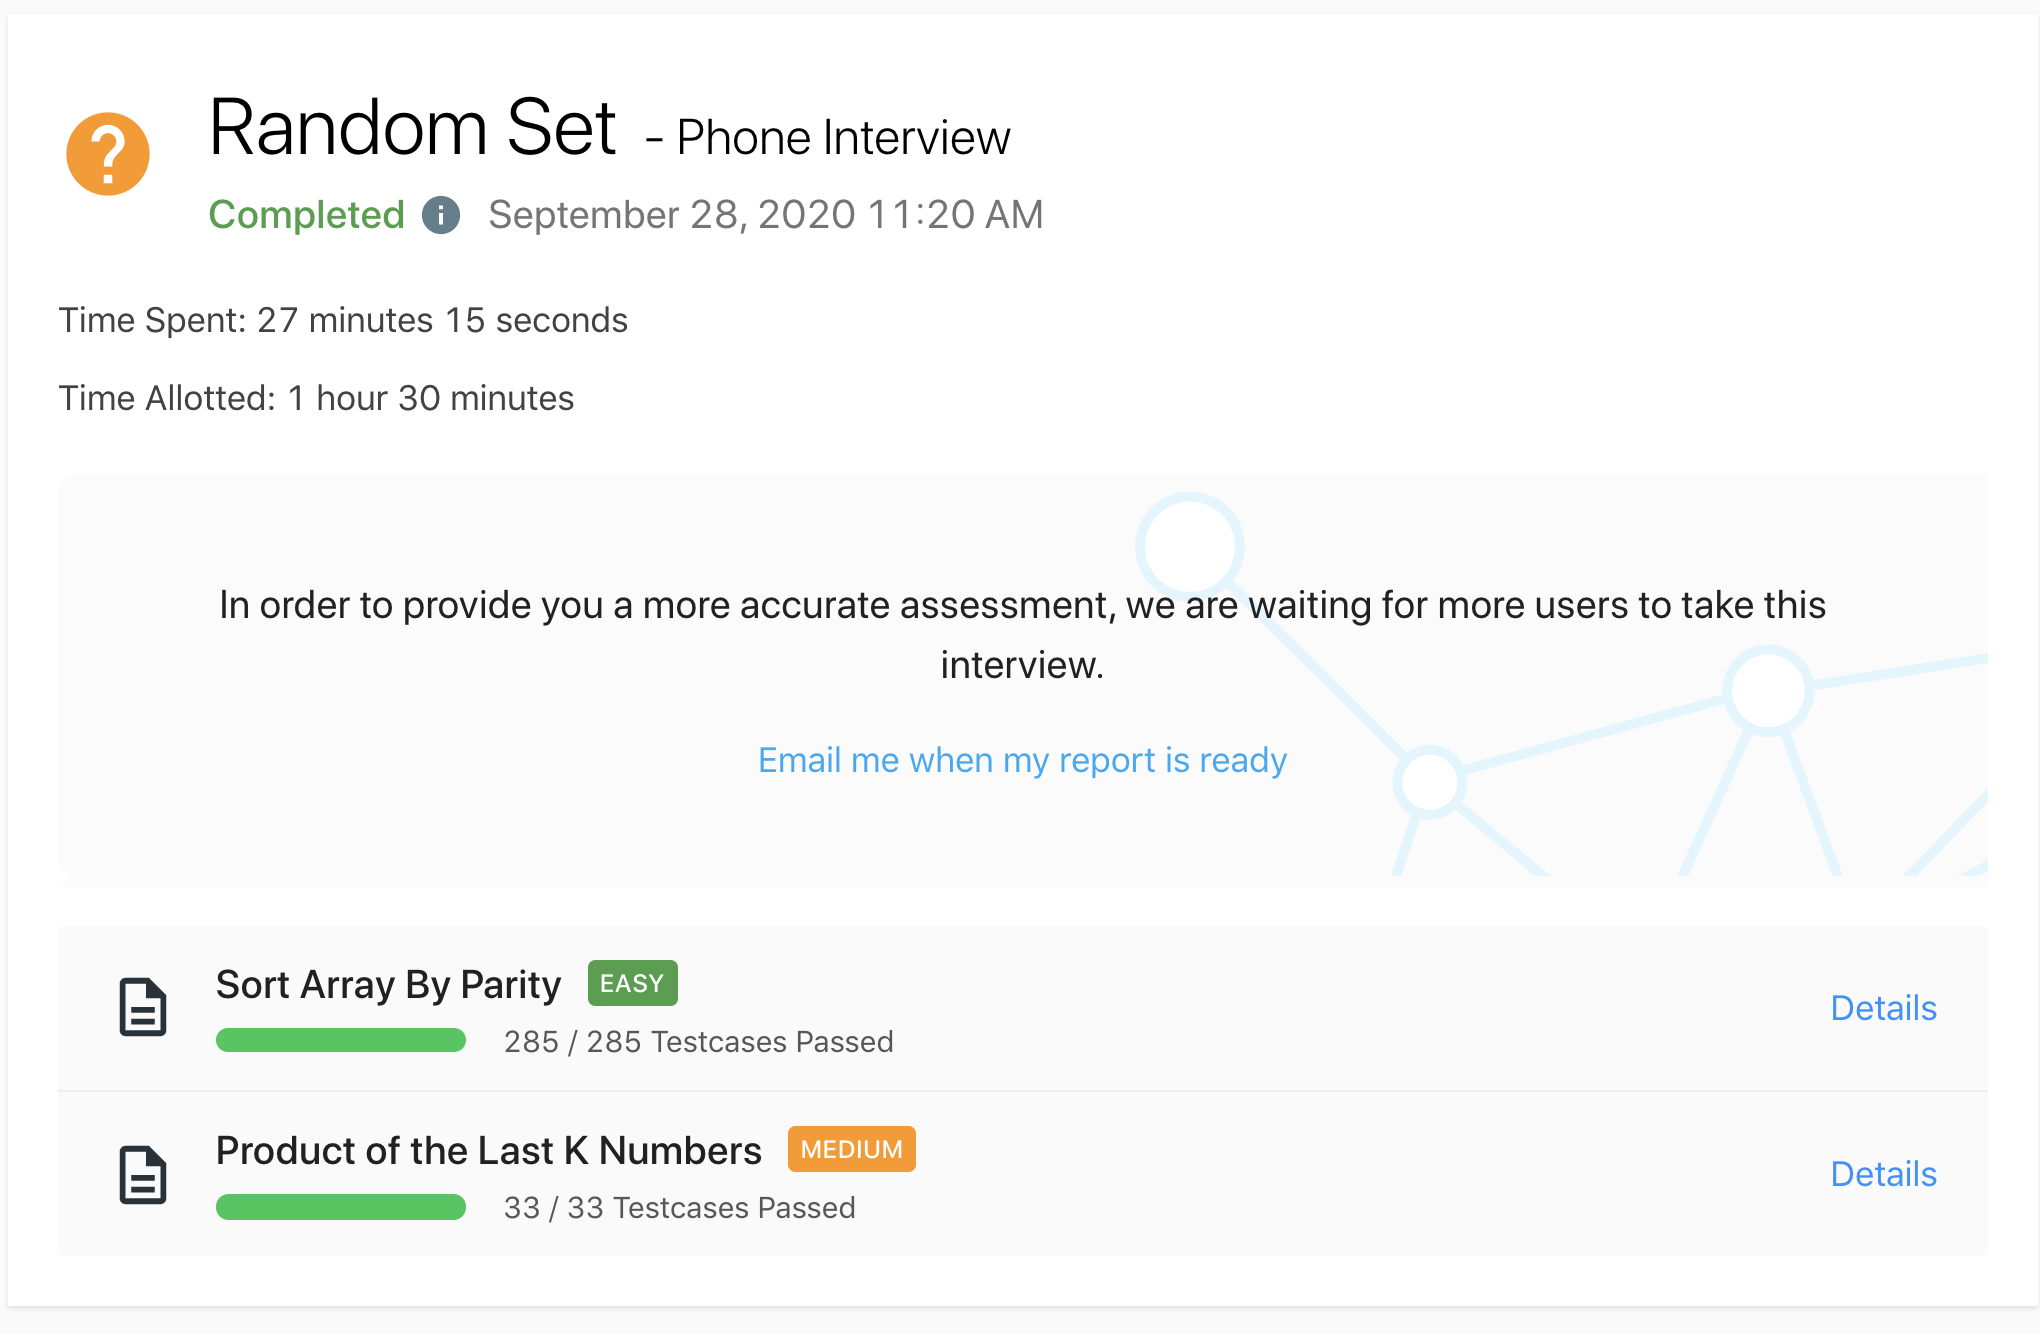 Random Set - Phone Interview
Completed i September 28, 2020 11:20 AM
Time Spent: 27 minutes 15 seconds
Time Allotted: 1 hour 30 minutes
In order to provide you a more accurate assessment, we are waiting for more users to take this
interview.
Email me when my report is ready
Sort Array By Parity EASY
285 / 285 Testcases Passed
Details
Product of the Last K Numbers MEDIUM
33 / 33 Testcases Passed
Details